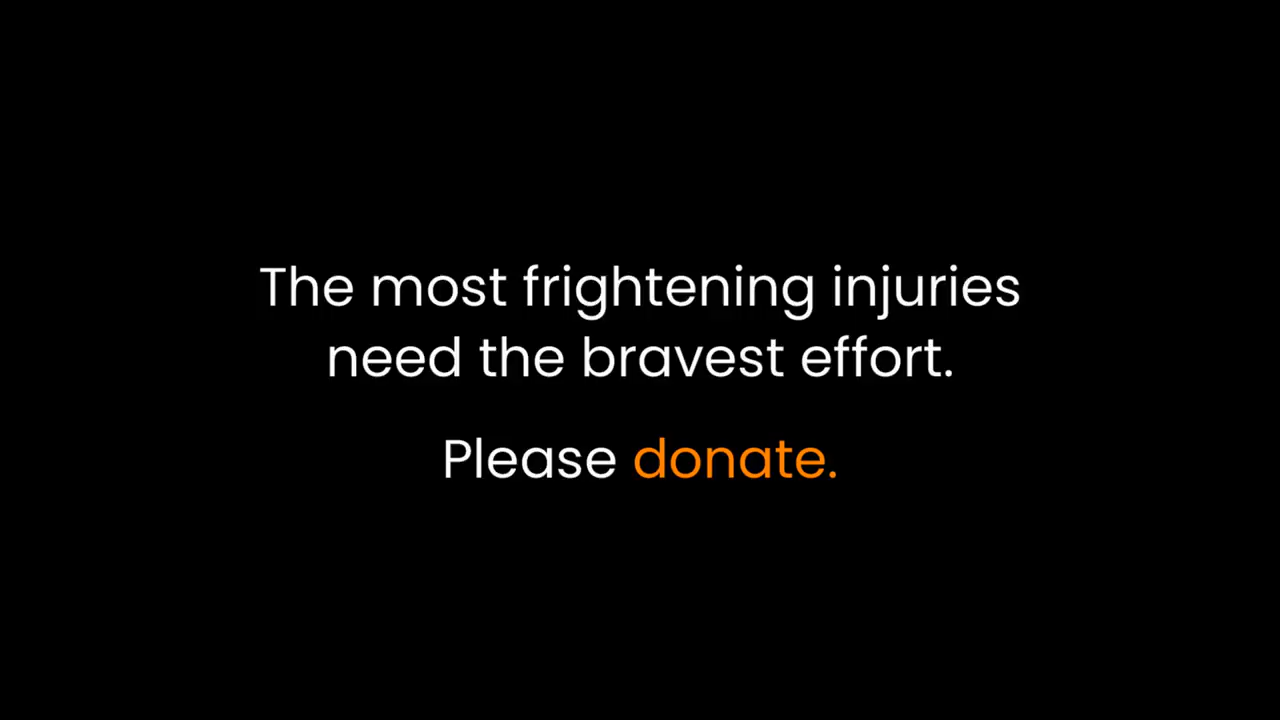 The most frightening injuries
need the bravest effort.
Please donate.